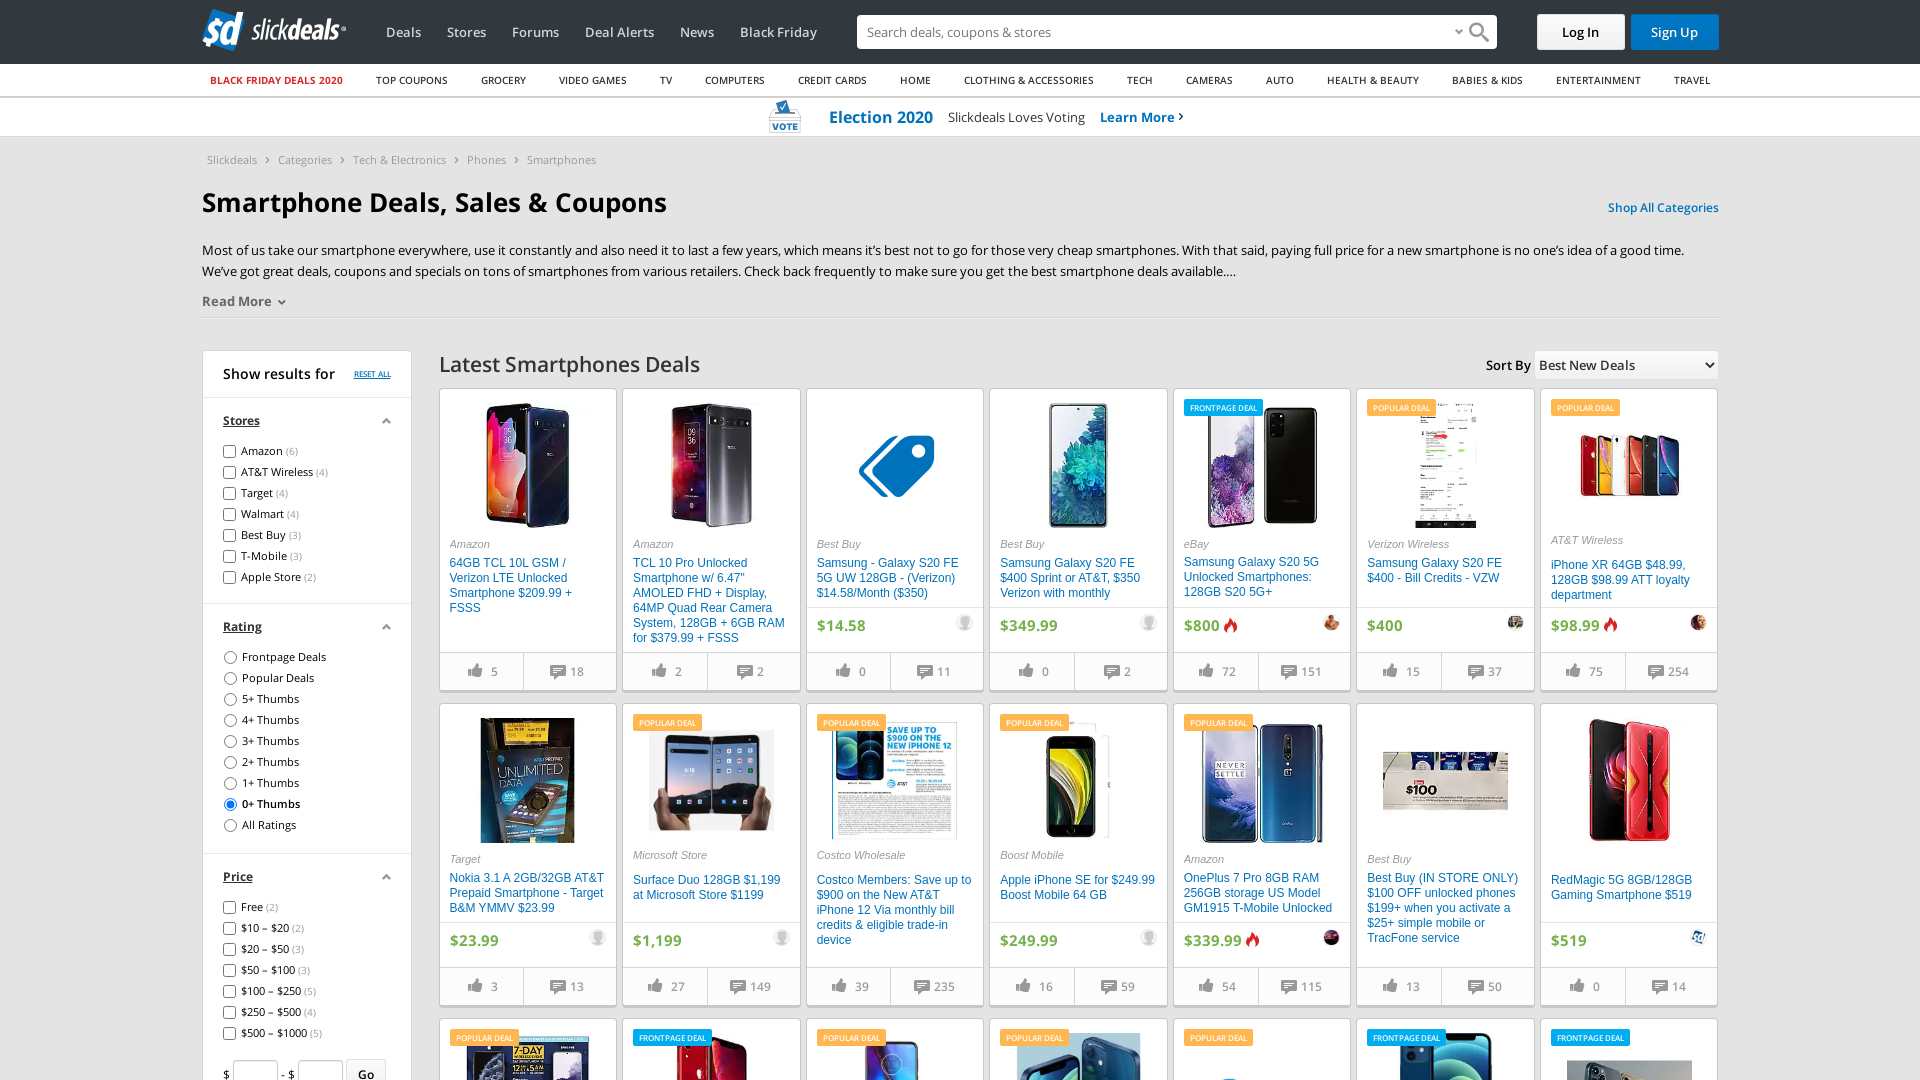 sd slickdeals
Deals
Stores
Forums
Deal Alerts
News
Black Friday
Search deals, coupons & stores
Log In
Sign Up
BLACK FRIDAY DEALS 2020
TOP COUPONS
GROCERY
VIDEO GAMES
TV
COMPUTERS
CREDIT CARDS
HOME
CLOTHING & ACCESSORIES
TECH
CAMERAS
AUTO
HEALTH & BEAUTY
BABIES & KIDS
ENTERTAINMENT
TRAVEL
VOTE
Election 2020 Slickdeals Loves Voting Learn More
Slickdeals > Categories > Tech & Electronics > Phones > Smartphones
Smartphone Deals, Sales & Coupons
Shop All Categories
Most of us take our smartphone everywhere, use it constantly and also need it to last a few years, which means it’s best not to go for those very cheap smartphones. With that said, paying full price for a new smartphone is no one’s idea of a good time.
We’ve got great deals, coupons and specials on tons of smartphones from various retailers. Check back frequently to make sure you get the best smartphone deals available....
Read More
Show results for
RESET ALL
Stores
Amazon (6)
AT&T Wireless (4)
Target (4)
Walmart (4)
Best Buy (3)
T-Mobile (3)
Apple Store (2)
Rating
Frontpage Deals
Popular Deals
5+ Thumbs
4+ Thumbs
3+ Thumbs
2+ Thumbs
1+ Thumbs
0+ Thumbs
All Ratings
Price
Free (2)
$10 – $20 (2)
$20 – $50 (3)
$50 – $100 (3)
$100 – $250 (5)
$250 – $500 (4)
$500 – $1000 (5)
$ - $ Go
Latest Smartphones Deals
Sort By Best New Deals
Amazon
64GB TCL 10L GSM /
Verizon LTE Unlocked
Smartphone $209.99 +
FSSS
5
18
Amazon
TCL 10 Pro Unlocked
Smartphone w/ 6.47"
AMOLED FHD + Display,
64MP Quad Rear Camera
System, 128GB + 6GB RAM
for $379.99 + FSSS
2
2
Best Buy
Samsung - Galaxy S20 FE
5G UW 128GB - (Verizon)
$14.58/Month ($350)
$14.58
0
11
Best Buy
Samsung Galaxy S20 FE
$400 Sprint or AT&T, $350
Verizon with monthly
$349.99
0
2
FRONTPAGE DEAL
eBay
Samsung Galaxy S20 5G
Unlocked Smartphones:
128GB S20 5G+
$800
72
151
POPULAR DEAL
Verizon Wireless
Samsung Galaxy S20 FE
$400 - Bill Credits - VZW
$400
15
37
POPULAR DEAL
AT&T Wireless
iPhone XR 64GB $48.99,
128GB $98.99 ATT loyalty
department
$98.99
75
254
UNLIMITED
DATA
Target
Nokia 3.1 A 2GB/32GB AT&T
Prepaid Smartphone - Target
B&M YMMV $23.99
$23.99
3
13
POPULAR DEAL
Microsoft Store
Surface Duo 128GB $1,199
at Microsoft Store $1199
$1,199
27
149
POPULAR DEAL
SAVE UP TO
$900 ON THE
NEW IPHONE 12
AT&T
Costco Wholesale
Costco Members: Save up to
$900 on the New AT&T
iPhone 12 Via monthly bill
credits & eligible trade-in
device
39
235
POPULAR DEAL
Boost Mobile
Apple iPhone SE for $249.99
Boost Mobile 64 GB
$249.99
16
59
POPULAR DEAL
NEVER
SETTLE
Amazon
OnePlus 7 Pro 8GB RAM
256GB storage US Model
GM1915 T-Mobile Unlocked
$339.99
54
115
$100
Best Buy
Best Buy (IN STORE ONLY)
$100 OFF unlocked phones
$199+ when you activate a
$25+ simple mobile or
TracFone service
13
50
RedMagic 5G 8GB/128GB
Gaming Smartphone $519
$519
0
14
POPULAR DEAL
7-DAY
FRONTPAGE DEAL
POPULAR DEAL
POPULAR DEAL
POPULAR DEAL
FRONTPAGE DEAL
FRONTPAGE DEAL